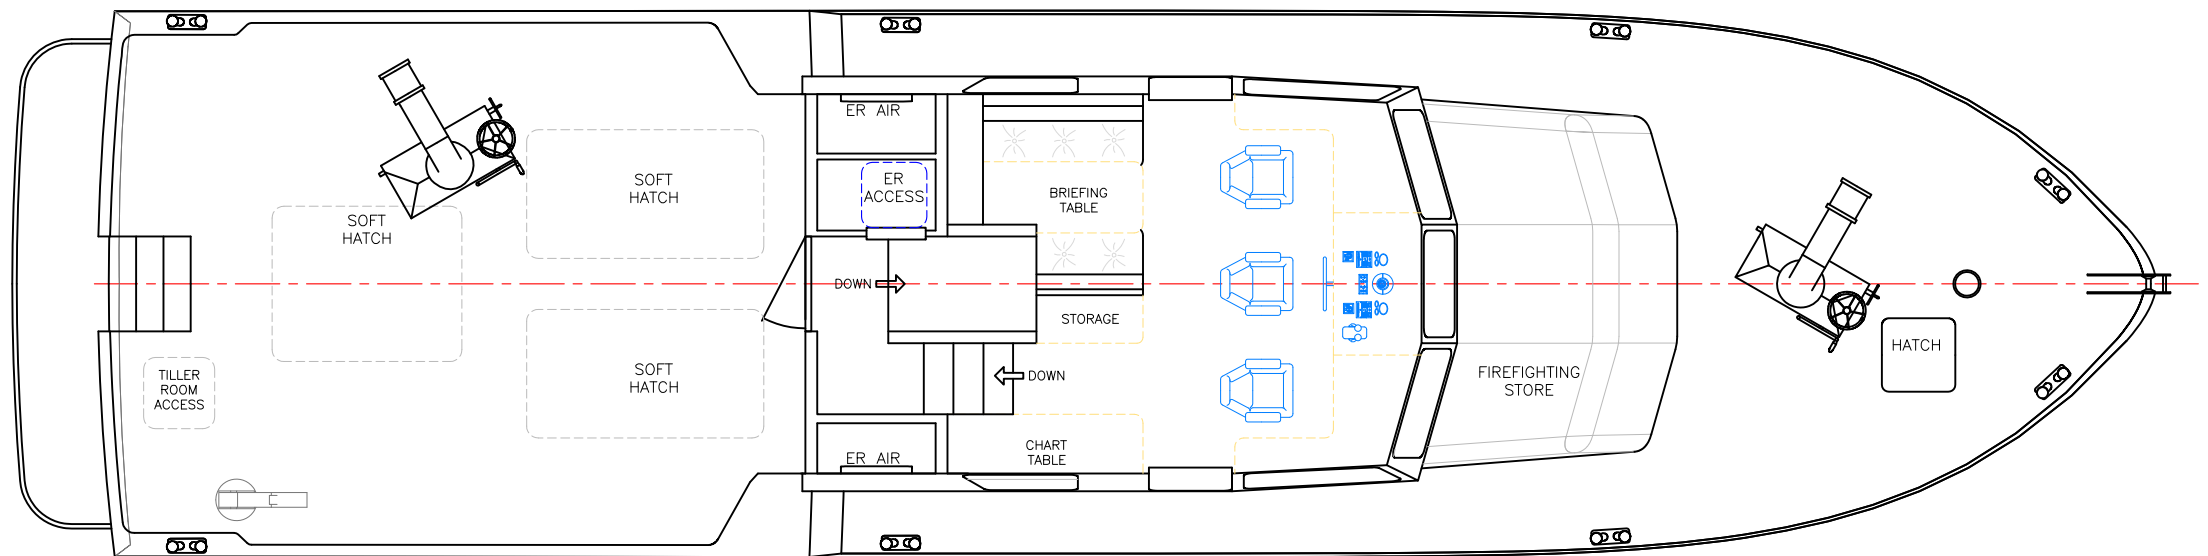 ER AIR
ER
ACCESS
SOFT
HATCH
SOFT
HATCH
BRIEFING
TABLE
DOWN
STORAGE
SOFT
HATCH
TILLER
ROOM
ACCESS
DOWN
CHART
TABLE
ER AIR
FIREFIGHTING
STORE
HATCH